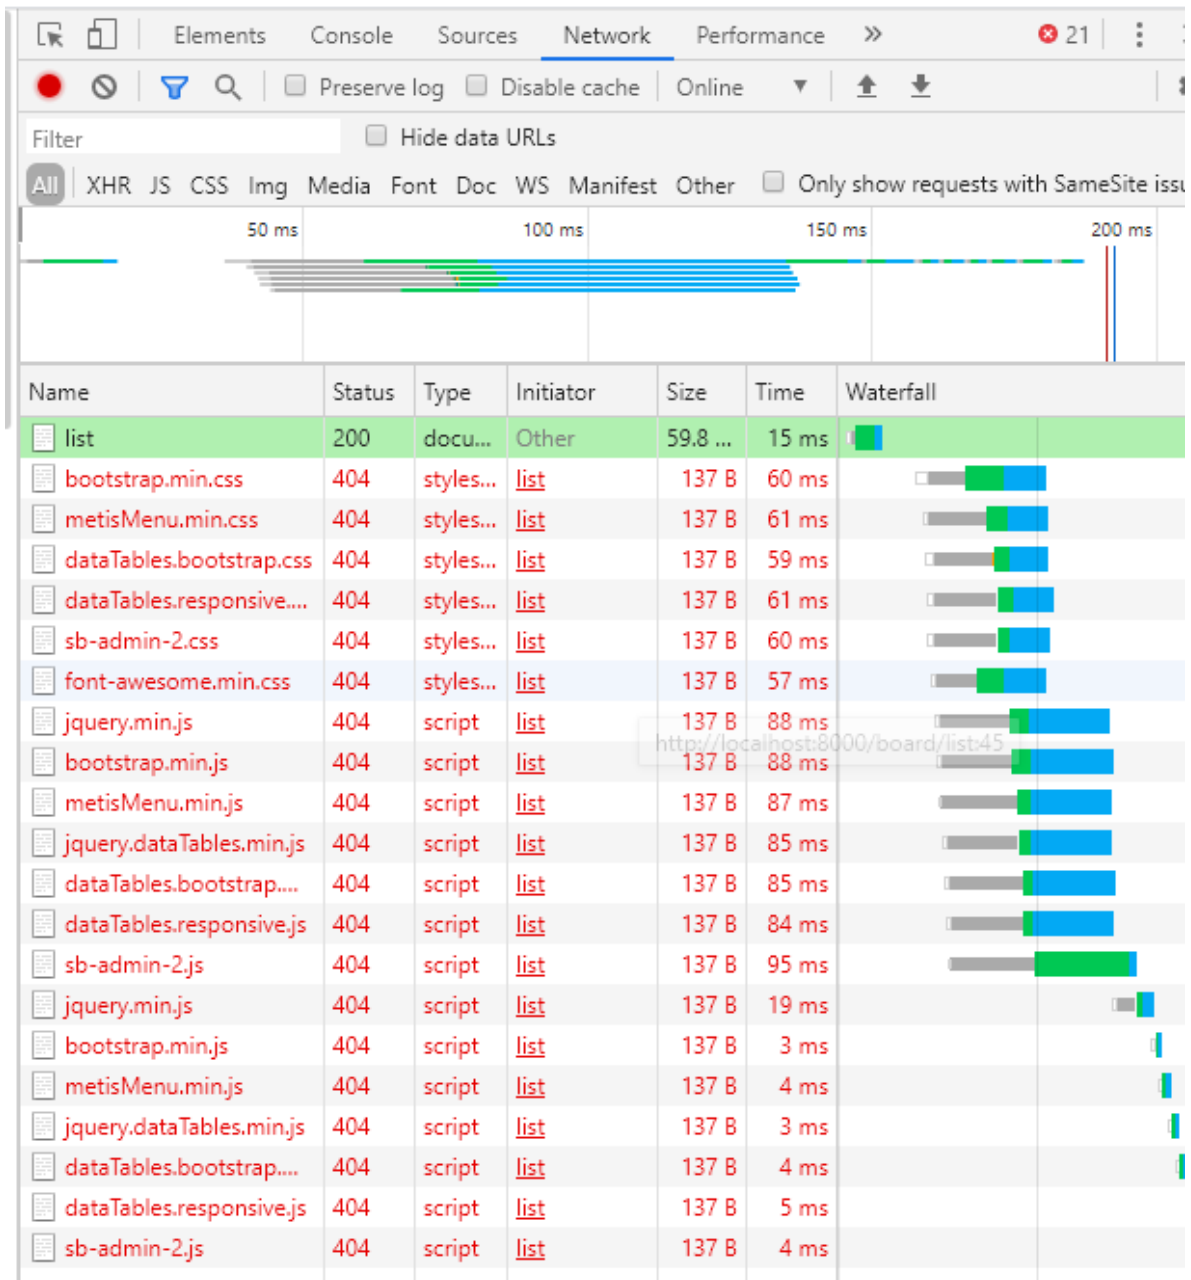 Elements Console Sources Network Performance » 21
Preserve log Disable cache Online
Filter Hide data URLs
All XHR JS CSS Img Media Font Doc WS Manifest Other Only show requests with SameSite issu
50 ms 100 ms 150 ms 200 ms
Name Status Type Initiator Size Time Waterfall
list 200 docu... Other 59.8 ... 15 ms
bootstrap.min.css 404 styles... list 137 B 60 ms
metisMenu.min.css 404 styles... list 137 B 61 ms
dataTables.bootstrap.css 404 styles... list 137 B 59 ms
dataTables.responsive.... 404 styles... list 137 B 61 ms
sb-admin-2.css 404 styles... list 137 B 60 ms
font-awesome.min.css 404 styles... list 137 B 57 ms
jquery.min.js 404 script list 137 B 88 ms
http://localhost:8000/board/list:45
bootstrap.min.js 404 script list 137 B 88 ms
metisMenu.min.js 404 script list 137 B 87 ms
jquery.dataTables.min.js 404 script list 137 B 85 ms
dataTables.bootstrap.... 404 script list 137 B 85 ms
dataTables.responsive.js 404 script list 137 B 84 ms
sb-admin-2.js 404 script list 137 B 95 ms
jquery.min.js 404 script list 137 B 19 ms
bootstrap.min.js 404 script list 137 B 3 ms
metisMenu.min.js 404 script list 137 B 4 ms
jquery.dataTables.min.js 404 script list 137 B 3 ms
dataTables.bootstrap.... 404 script list 137 B 4 ms
dataTables.responsive.js 404 script list 137 B 5 ms
sb-admin-2.js 404 script list 137 B 4 ms